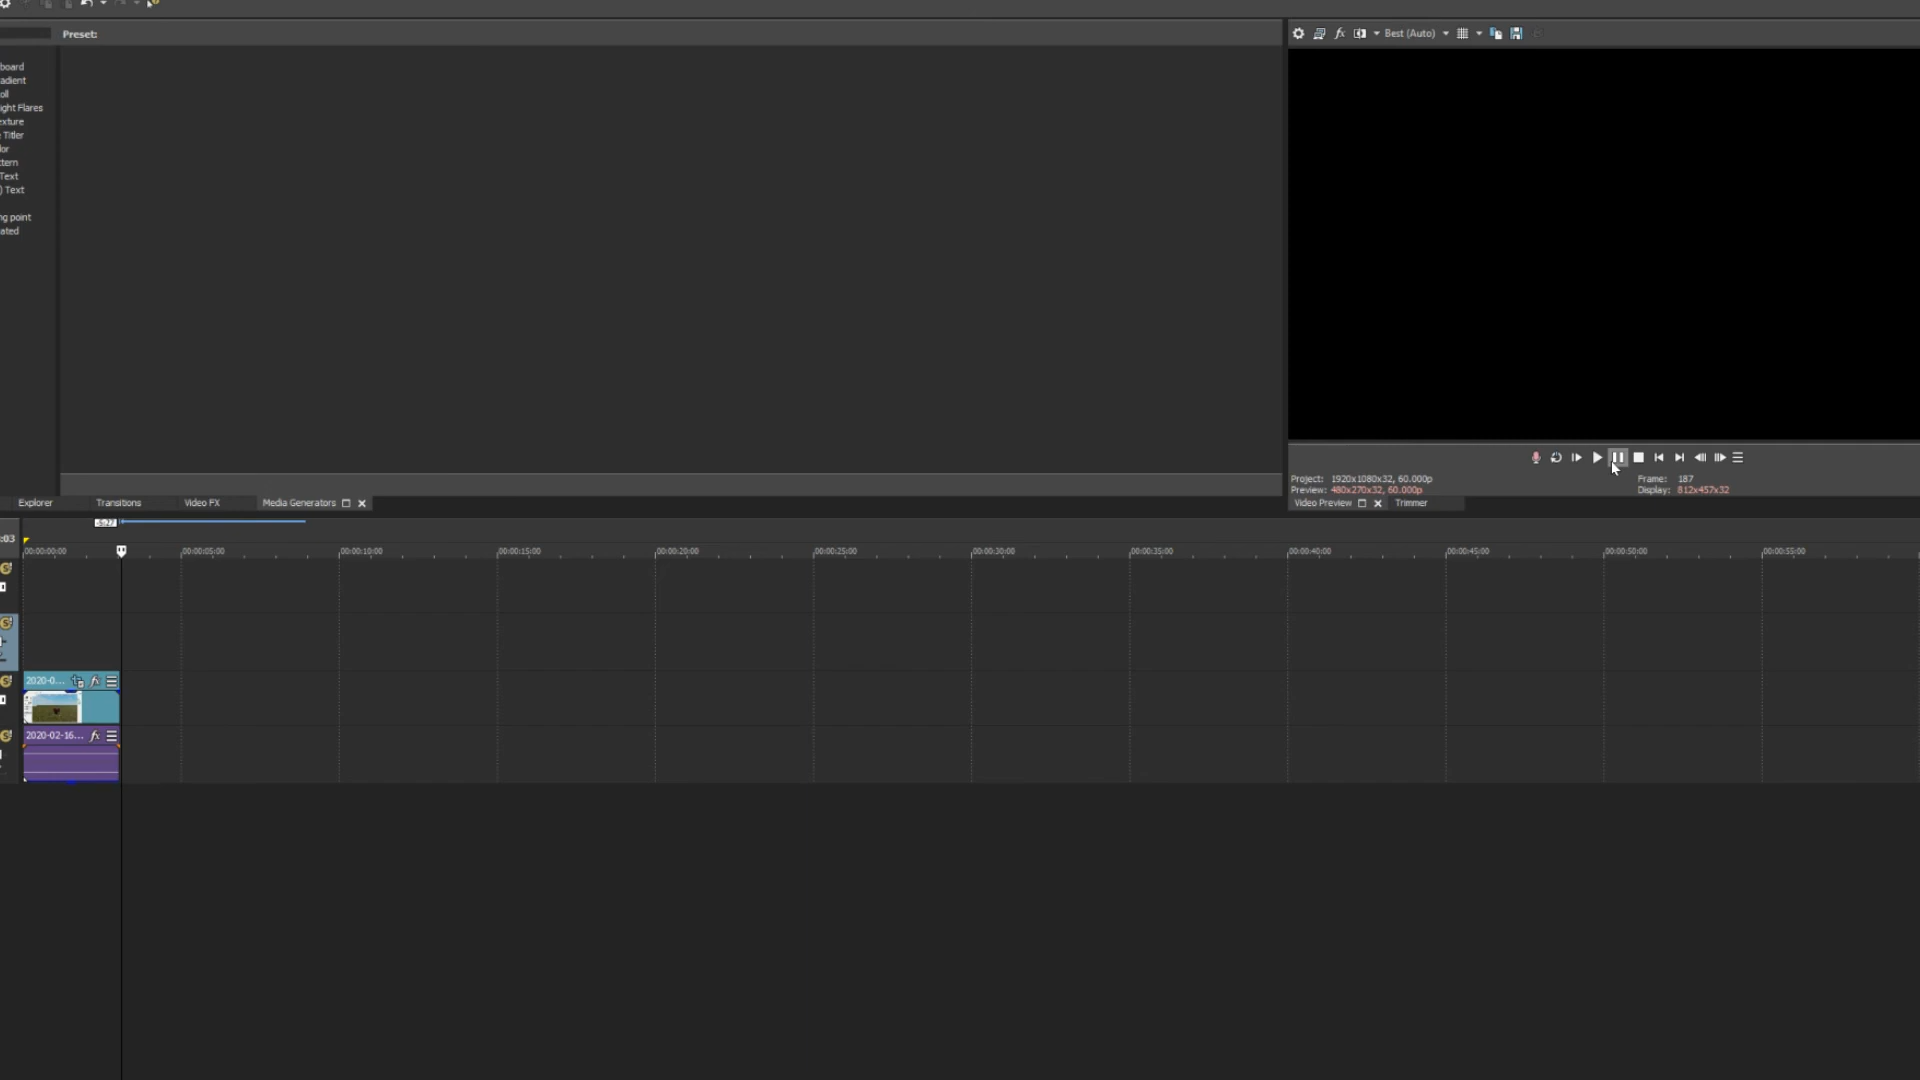 Preset:
Best (Auto)
board
adient
oll
ight Flares
exture
Titler
lor
ttern
Text
) Text
ng point
ated
Project: 1920x1080x32, 60.000p
Frame: 187
Preview: 480x270x32, 60.000p
Display: 812x457x32
Explorer
Transitions
Video FX
Media Generators
Video Preview
Trimmer
-5:27
:03
00:00:00:00
00:00:05:00
00:00:10:00
00:00:15:00
00:00:20:00
00:00:25:00
00:00:30:00
00:00:35:00
00:00:40:00
00:00:45:00
00:00:50:00
00:00:55:00
2020-0...
2020-02-16...